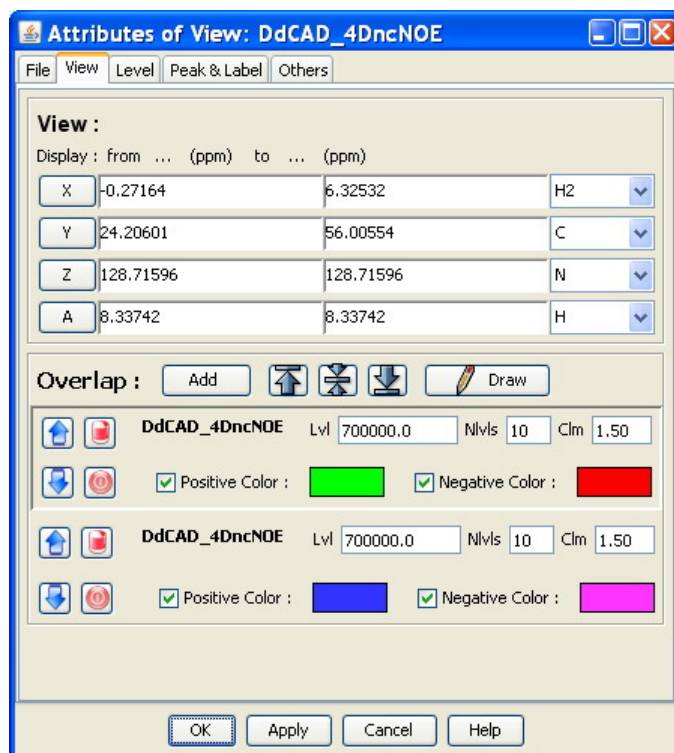 Attributes of View: DdCAD_4DncNOE
File View Level Peak & Label Others
View :
Display : from ... (ppm) to ... (ppm)
X -0.27164 6.32532 H2
Y 24.20601 56.00554 C
Z 128.71596 128.71596 N
A 8.33742 8.33742 H
Overlap : Add Draw
DdCAD_4DncNOE Lvl 700000.0 Nlvls 10 Clm 1.50
Positive Color : Negative Color :
DdCAD_4DncNOE Lvl 700000.0 Nlvls 10 Clm 1.50
Positive Color : Negative Color :
OK Apply Cancel Help